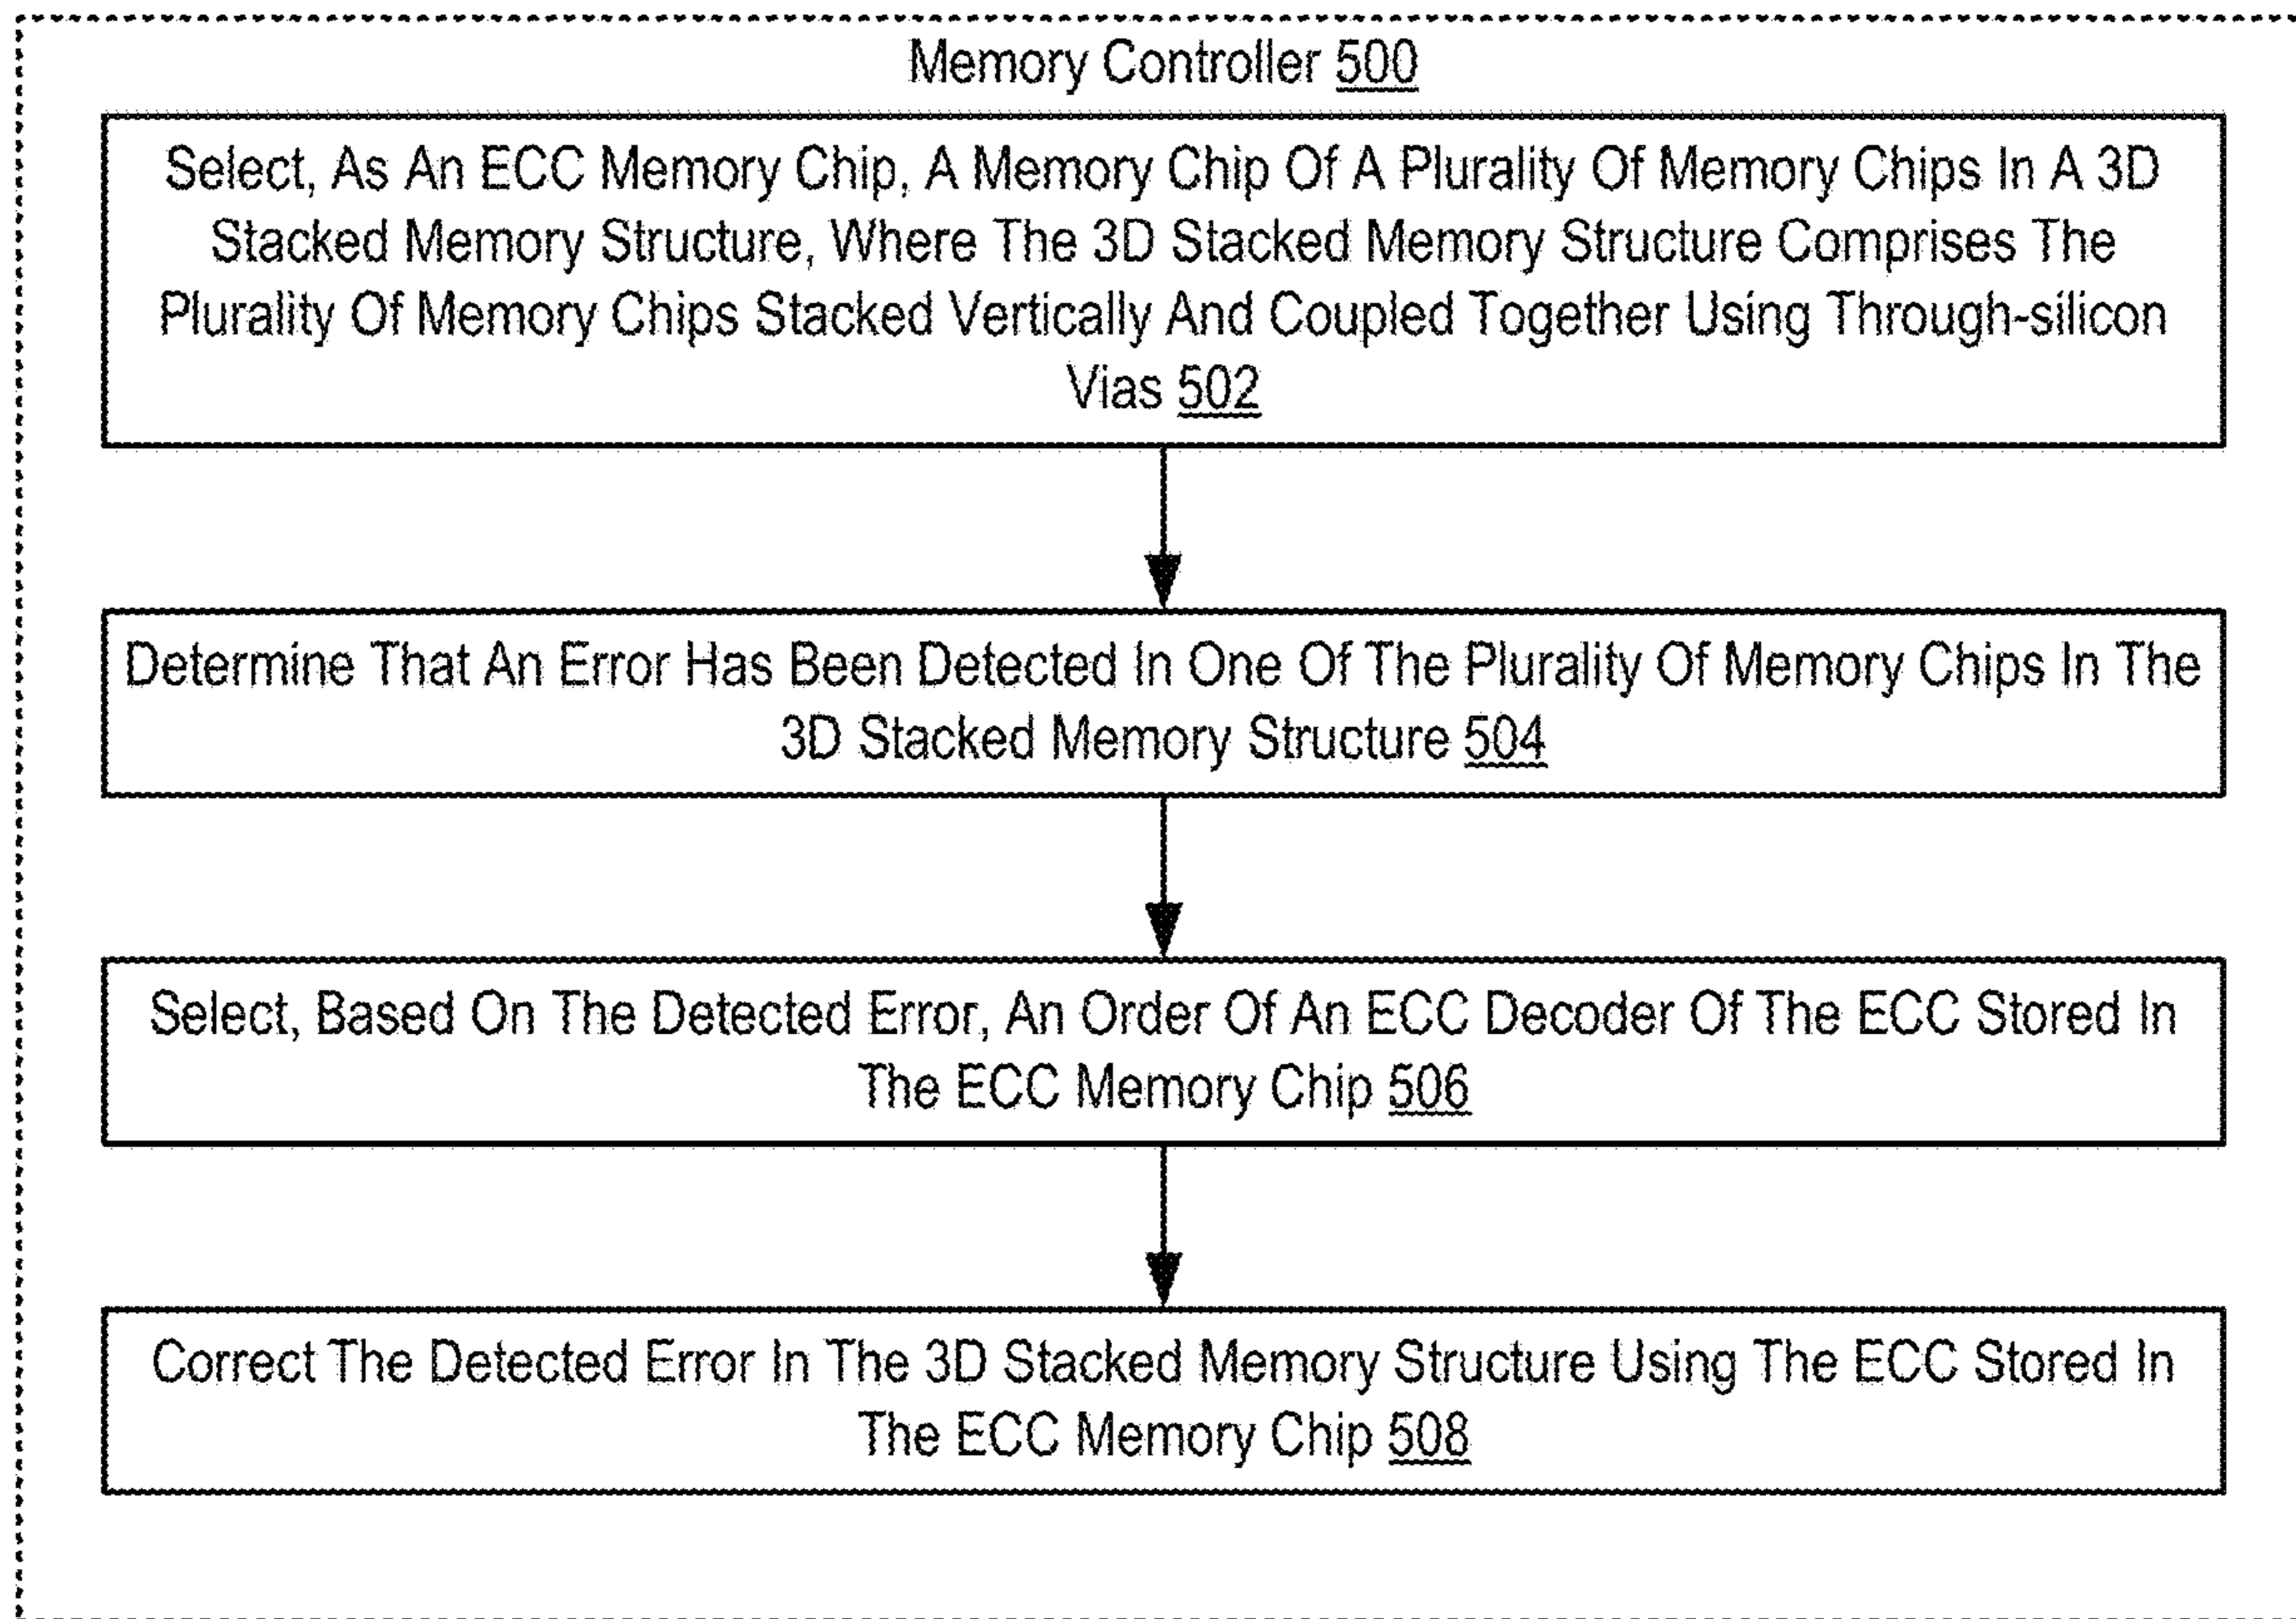 Memory Controller 500
Select, As An ECC Memory Chip, A Memory Chip Of A Plurality Of Memory Chips In A 3D
Stacked Memory Structure, Where The 3D Stacked Memory Structure Comprises The
Plurality Of Memory Chips Stacked Vertically And Coupled Together Using Through-silicon
Vias 502
Determine That An Error Has Been Detected In One Of The Plurality Of Memory Chips In The
3D Stacked Memory Structure 504
Select, Based On The Detected Error, An Order Of An ECC Decoder Of The ECC Stored In
The ECC Memory Chip 506
Correct The Detected Error In The 3D Stacked Memory Structure Using The ECC Stored In
The ECC Memory Chip 508